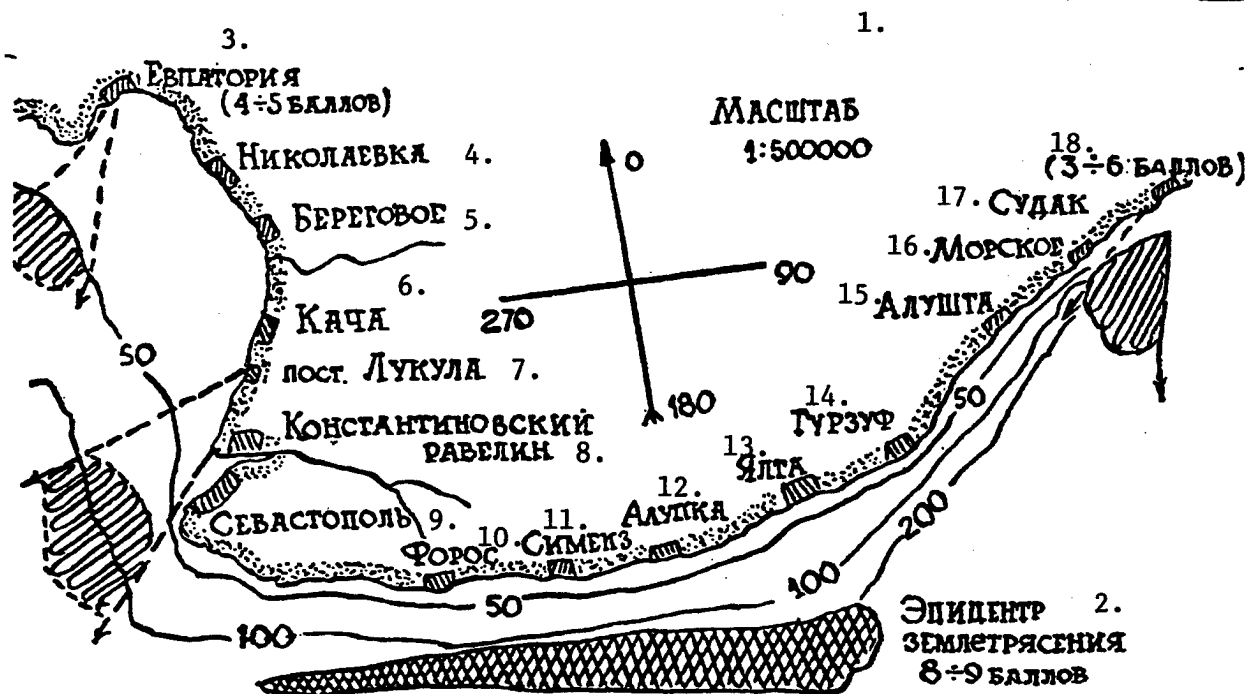 1.
3.
ЕВПАТОРИЯ
(4÷5 БАЛЛОВ)
МАСШТАБ
1:500000
НИКОЛАЕВКА 4.
0
18.
(3÷6 БАЛЛОВ)
17. СУДАК
БЕРЕГОВОЕ 5.
16. МОРСКОЕ
90
6.
КАЧА
270
15. АЛУШТА
50
ПОСТ. ЛУКУЛА 7.
180
14.
ГУРЗУФ
50
КОНСТАНТИНОВСКИЙ
РАВЕЛИН 8.
13.
ЯЛТА
12.
АЛУПКА
СЕВАСТОПОЛЬ 9.
ФОРОС 10.
11.
СИМЕИЗ
200
100
50
100
ЭПИЦЕНТР 2.
ЗЕМЛЕТРЯСЕНИЯ
8÷9 БАЛЛОВ